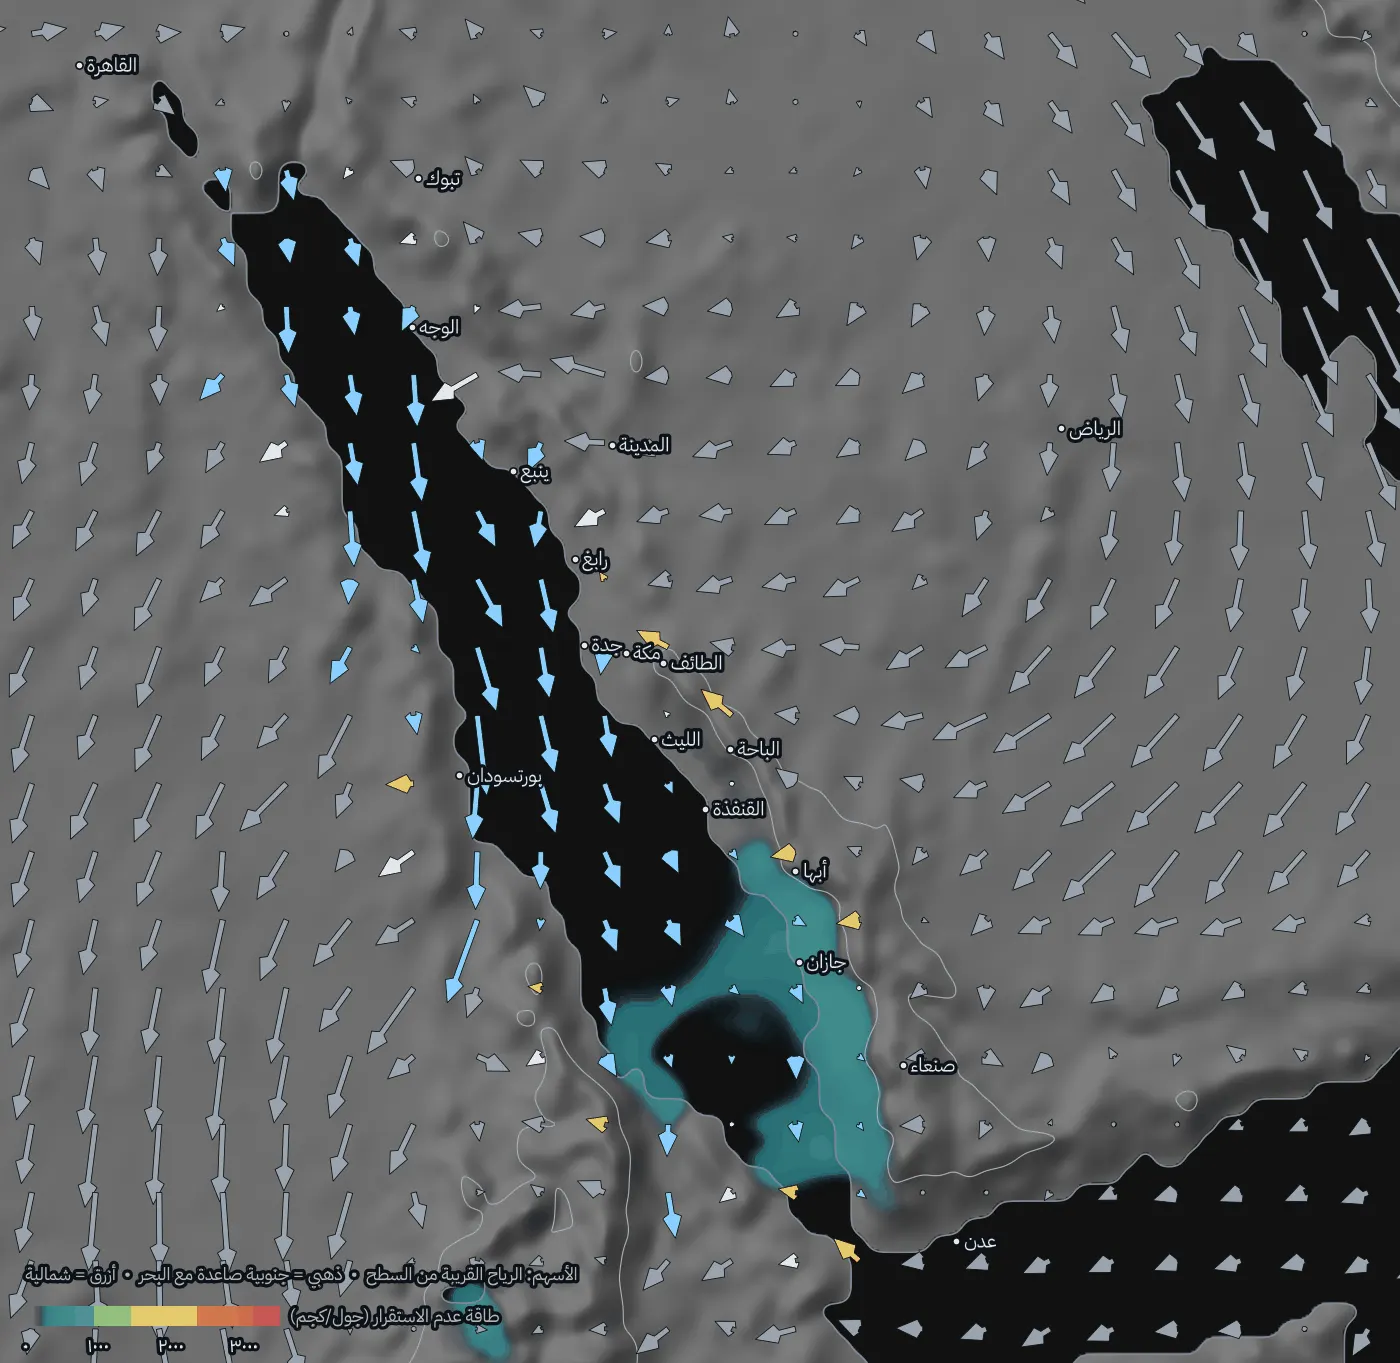 القاهرة
تبوك
الوجه
الرياض
المدينة
ينبع
رابغ
جدة
مكة
الطائف
الليث
الباحة
بورتسودان
القنفذة
أبها
جازان
صنعاء
عدن
الأسهم: الرياح القريبة من السطح • ذهبي = جنوبية صاعدة مع البحر • أزرق = شمالية
طاقة عدم الاستقرار (جول/كجم)
٠ ١٠٠٠ ٢٠٠٠ ٣٠٠٠